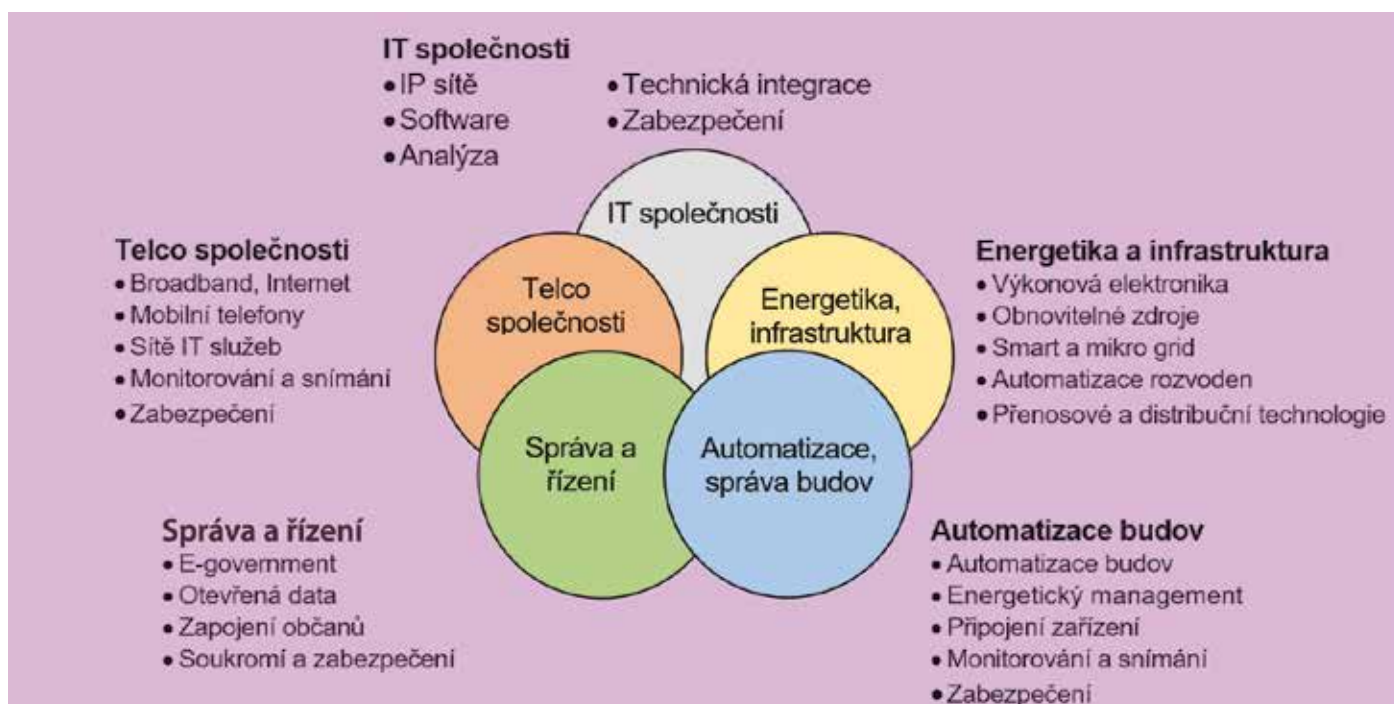 IT společnosti
• IP sítě
• Software
• Analýza
• Technická integrace
• Zabezpečení
IT společnosti
Telco společnosti
• Broadband, Internet
• Mobilní telefony
• Sítě IT služeb
• Monitorování a snímání
• Zabezpečení
Telco
společnosti
Energetika,
infrastruktura
Energetika a infrastruktura
• Výkonová elektronika
• Obnovitelné zdroje
• Smart a mikro grid
• Automatizace rozvoden
• Přenosové a distribuční technologie
Správa a
řízení
Automatizace,
správa budov
Správa a řízení
• E-government
• Otevřená data
• Zapojení občanů
• Soukromí a zabezpečení
Automatizace budov
• Automatizace budov
• Energetický management
• Připojení zařízení
• Monitorování a snímání
• Zabezpečení